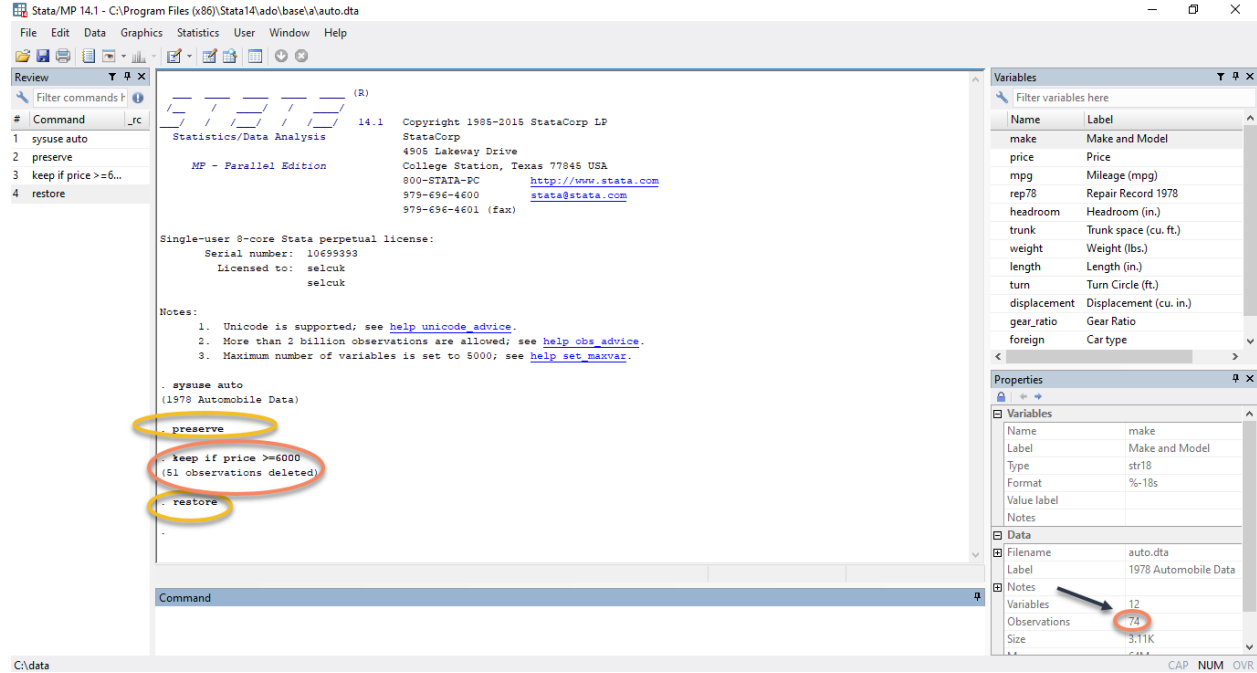 Stata/MP 14.1 - C:\Program Files (x86)\Stata14\ado\base\a\auto.dta
File Edit Data Graphics Statistics User Window Help
Review
Filter commands h
# Command _rc
1 sysuse auto
2 preserve
3 keep if price >=6...
4 restore
(R)
14.1 Copyright 1985-2015 StataCorp LP
Statistics/Data Analysis StataCorp
4905 Lakeway Drive
MP - Parallel Edition College Station, Texas 77845 USA
800-STATA-PC http://www.stata.com
979-696-4600 stata@stata.com
979-696-4601 (fax)
Single-user 8-core Stata perpetual license:
Serial number: 10699393
Licensed to: selcuk
selcuk
Notes:
1. Unicode is supported; see help unicode_advice.
2. More than 2 billion observations are allowed; see help obs_advice.
3. Maximum number of variables is set to 5000; see help set_maxvar.
. sysuse auto
(1978 Automobile Data)
. preserve
. keep if price >=6000
(51 observations deleted)
. restore
.
Command
Variables
Filter variables here
Name Label
make Make and Model
price Price
mpg Mileage (mpg)
rep78 Repair Record 1978
headroom Headroom (in.)
trunk Trunk space (cu. ft.)
weight Weight (lbs.)
length Length (in.)
turn Turn Circle (ft.)
displacement Displacement (cu. in.)
gear_ratio Gear Ratio
foreign Car type
Properties
Variables
Name make
Label Make and Model
Type str18
Format %-18s
Value label
Notes
Data
Filename auto.dta
Label 1978 Automobile Data
Notes
Variables 12
Observations 74
Size 3.11K
C:\data
CAP NUM OVR